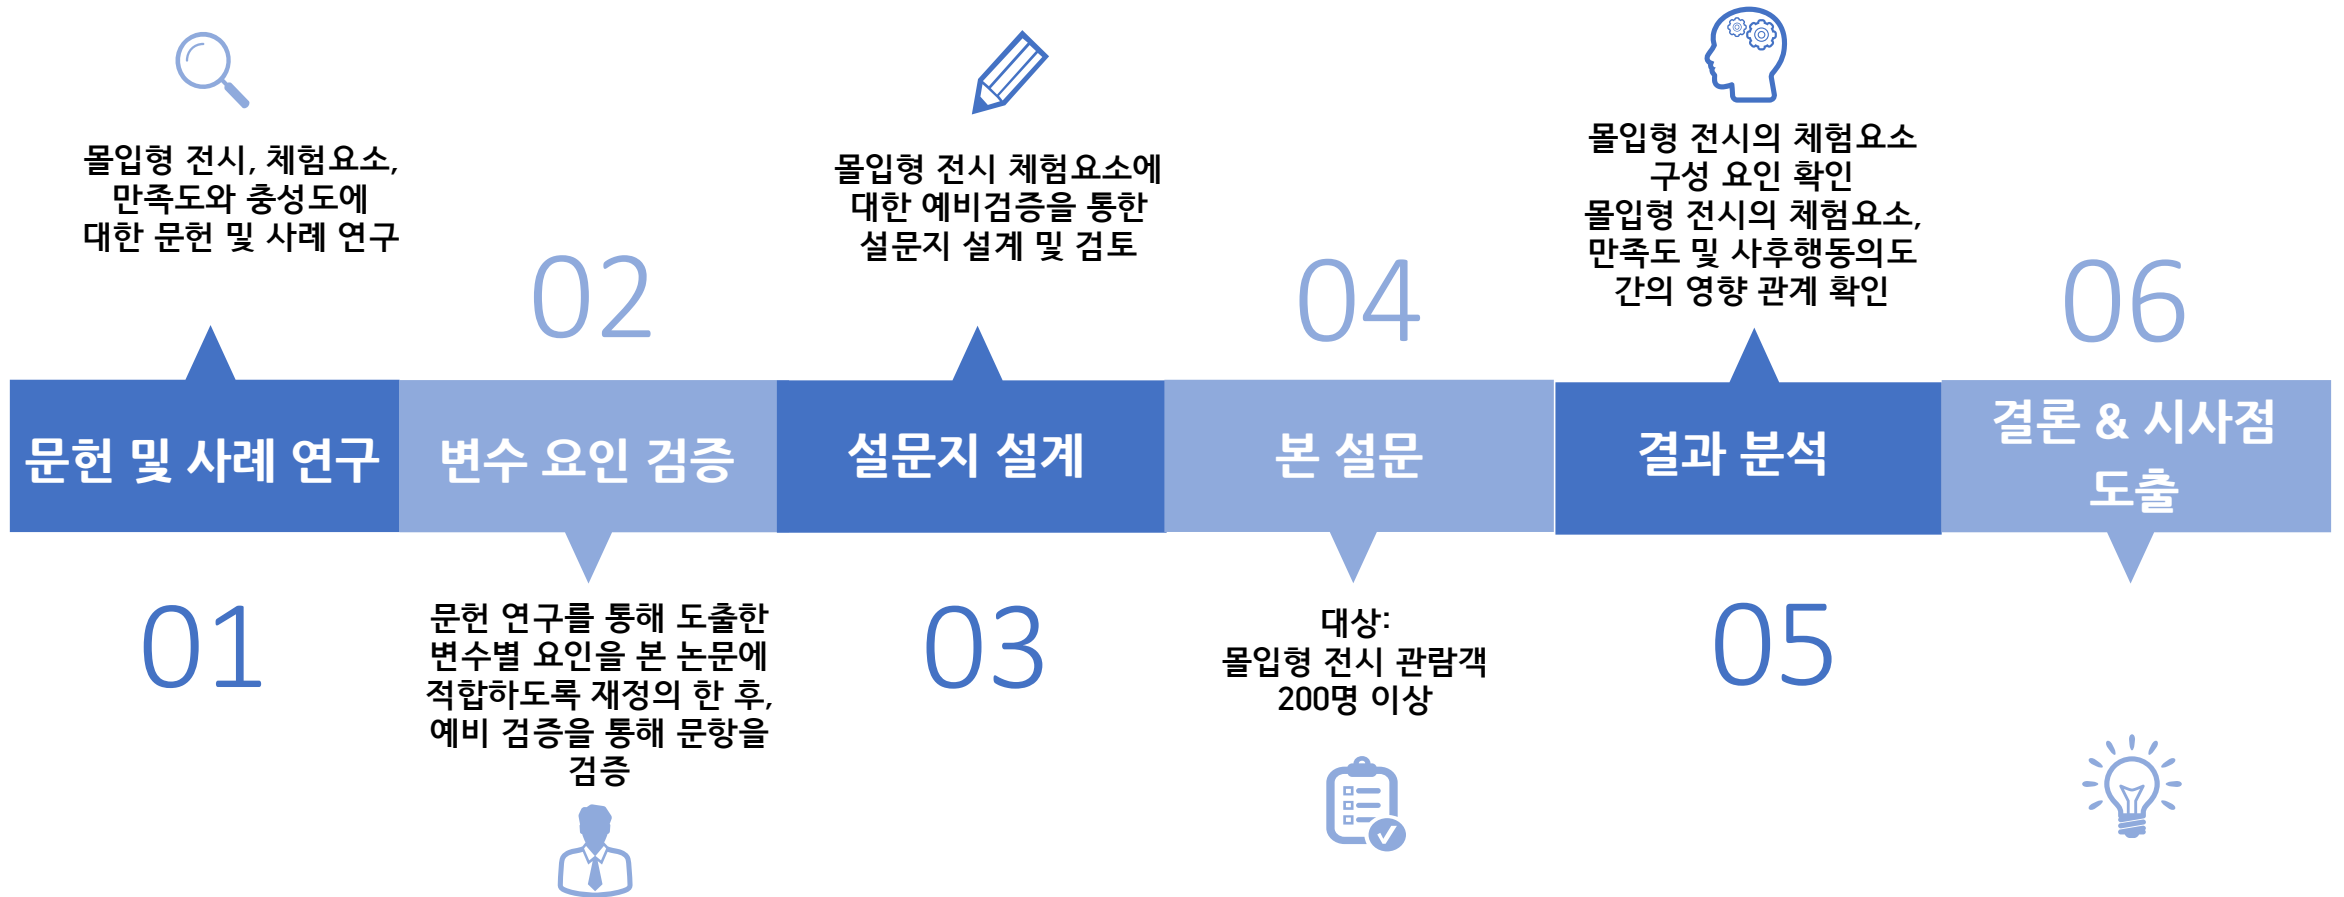 몰입형 전시, 체험요소,
만족도와 충성도에
대한 문헌 및 사례 연구
문헌 및 사례 연구
01
02
변수 요인 검증
문헌 연구를 통해 도출한
변수별 요인을 본 논문에
적합하도록 재정의 한 후,
예비 검증을 통해 문항을
검증
몰입형 전시 체험요소에
대한 예비검증을 통한
설문지 설계 및 검토
설문지 설계
03
04
본 설문
대상:
몰입형 전시 관람객
200명 이상
몰입형 전시의 체험요소
구성 요인 확인
몰입형 전시의 체험요소,
만족도 및 사후행동의도
간의 영향 관계 확인
결과 분석
05
06
결론 & 시사점
도출